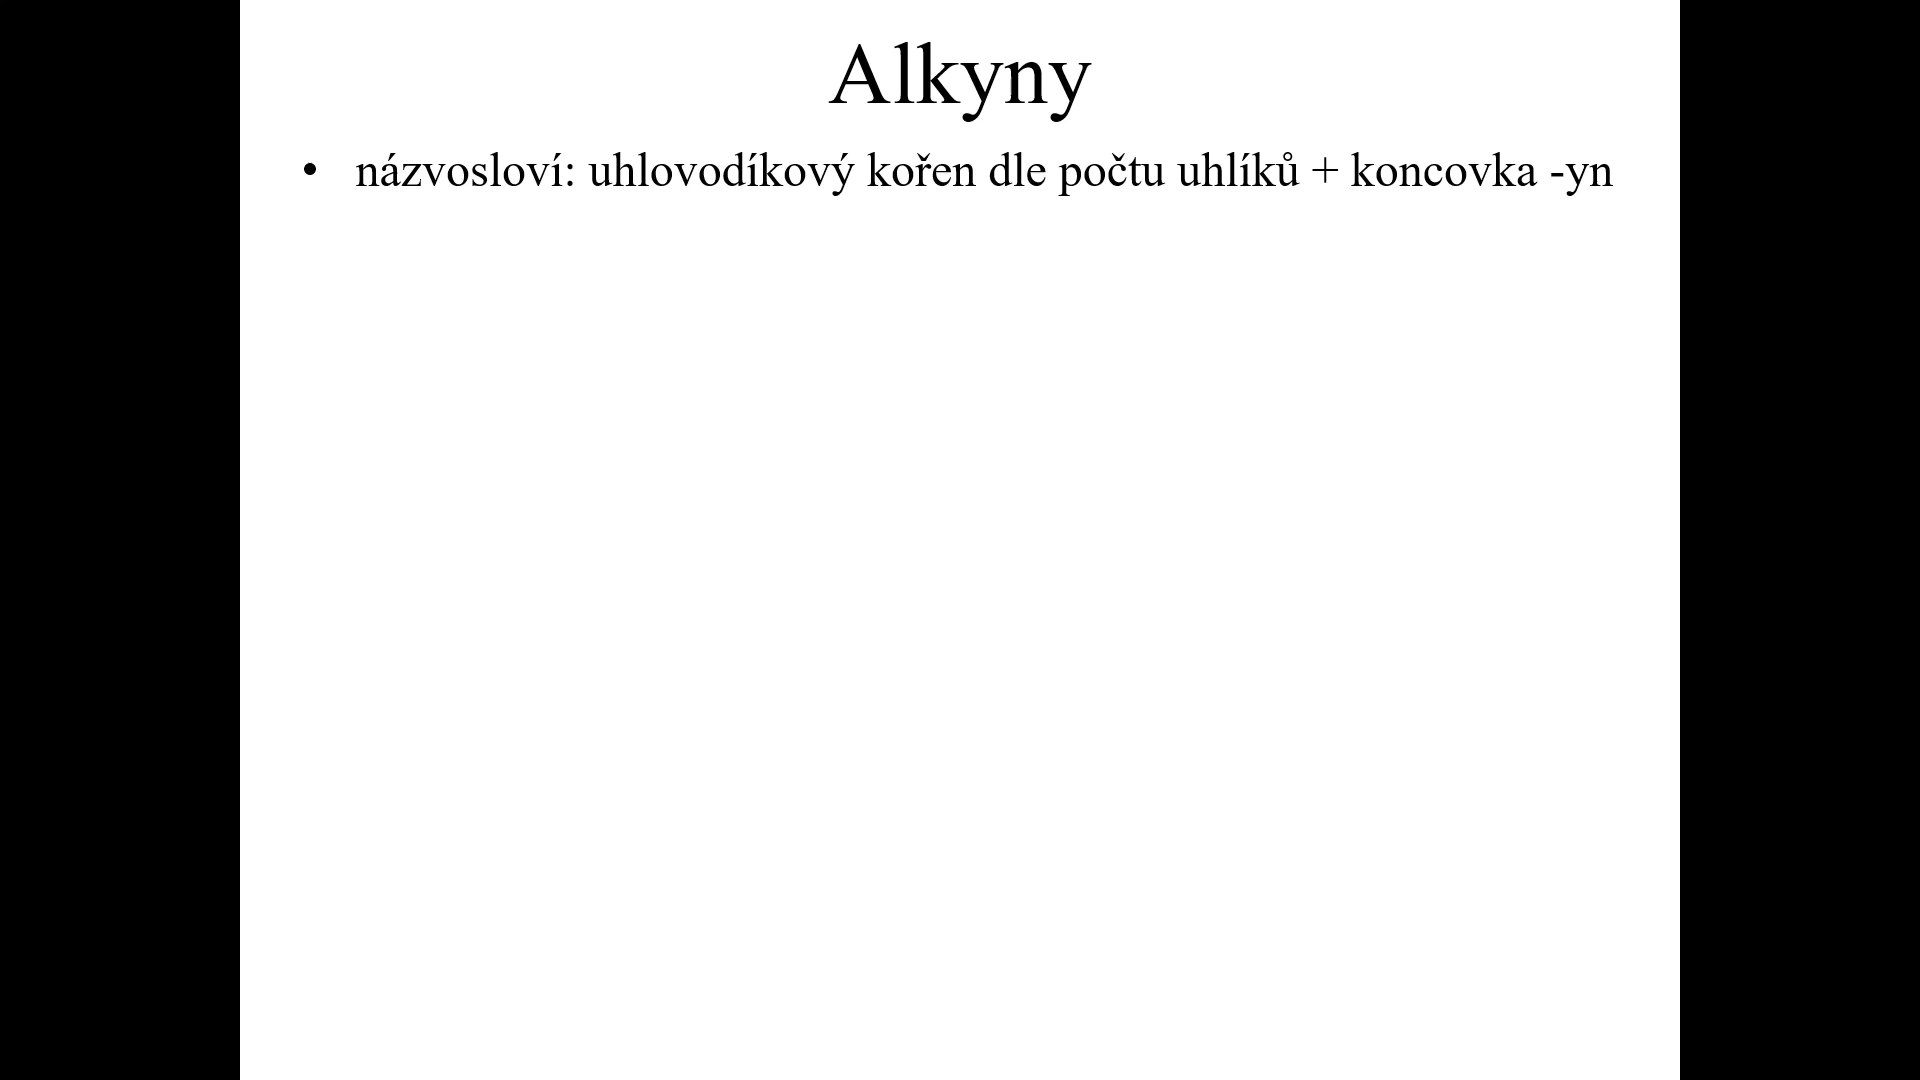 Alkyny
• názvosloví: uhlovodíkový kořen dle počtu uhlíků + koncovka -yn